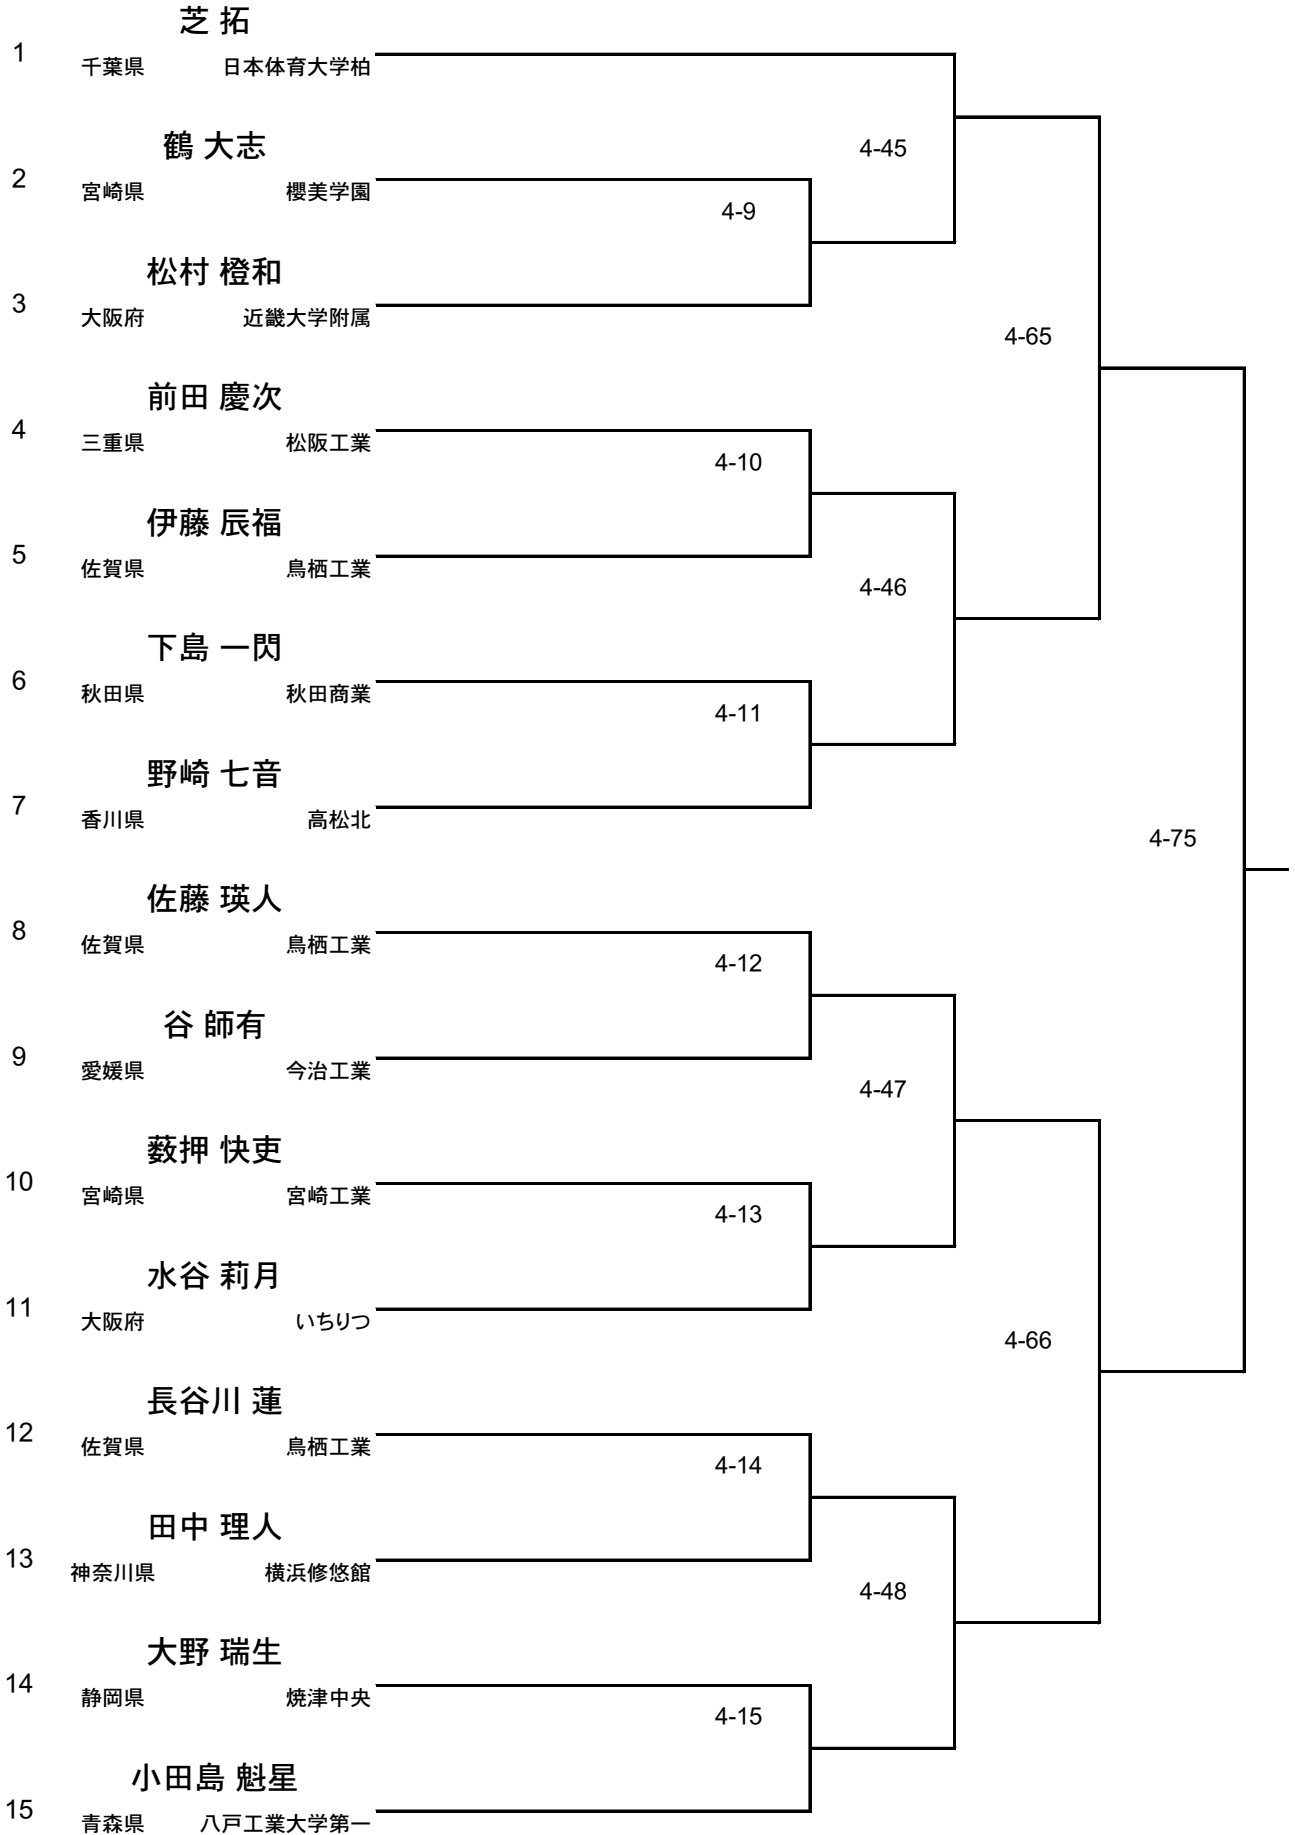 芝 拓
1
千葉県 日本体育大学柏
鶴 大志
4-45
2
宮崎県 櫻美学園
4-9
松村 橙和
3
大阪府 近畿大学附属
4-65
前田 慶次
4
三重県 松阪工業
4-10
伊藤 辰福
5
佐賀県 鳥栖工業
4-46
下島 一閃
6
秋田県 秋田商業
4-11
野崎 七音
7
香川県 高松北
4-75
佐藤 瑛人
8
佐賀県 鳥栖工業
4-12
谷 師有
9
愛媛県 今治工業
4-47
薮押 快吏
10
宮崎県 宮崎工業
4-13
水谷 莉月
11
大阪府 いちりつ
4-66
長谷川 蓮
12
佐賀県 鳥栖工業
4-14
田中 理人
13
神奈川県 横浜修悠館
4-48
大野 瑞生
14
静岡県 焼津中央
4-15
小田島 魁星
15
青森県 八戸工業大学第一